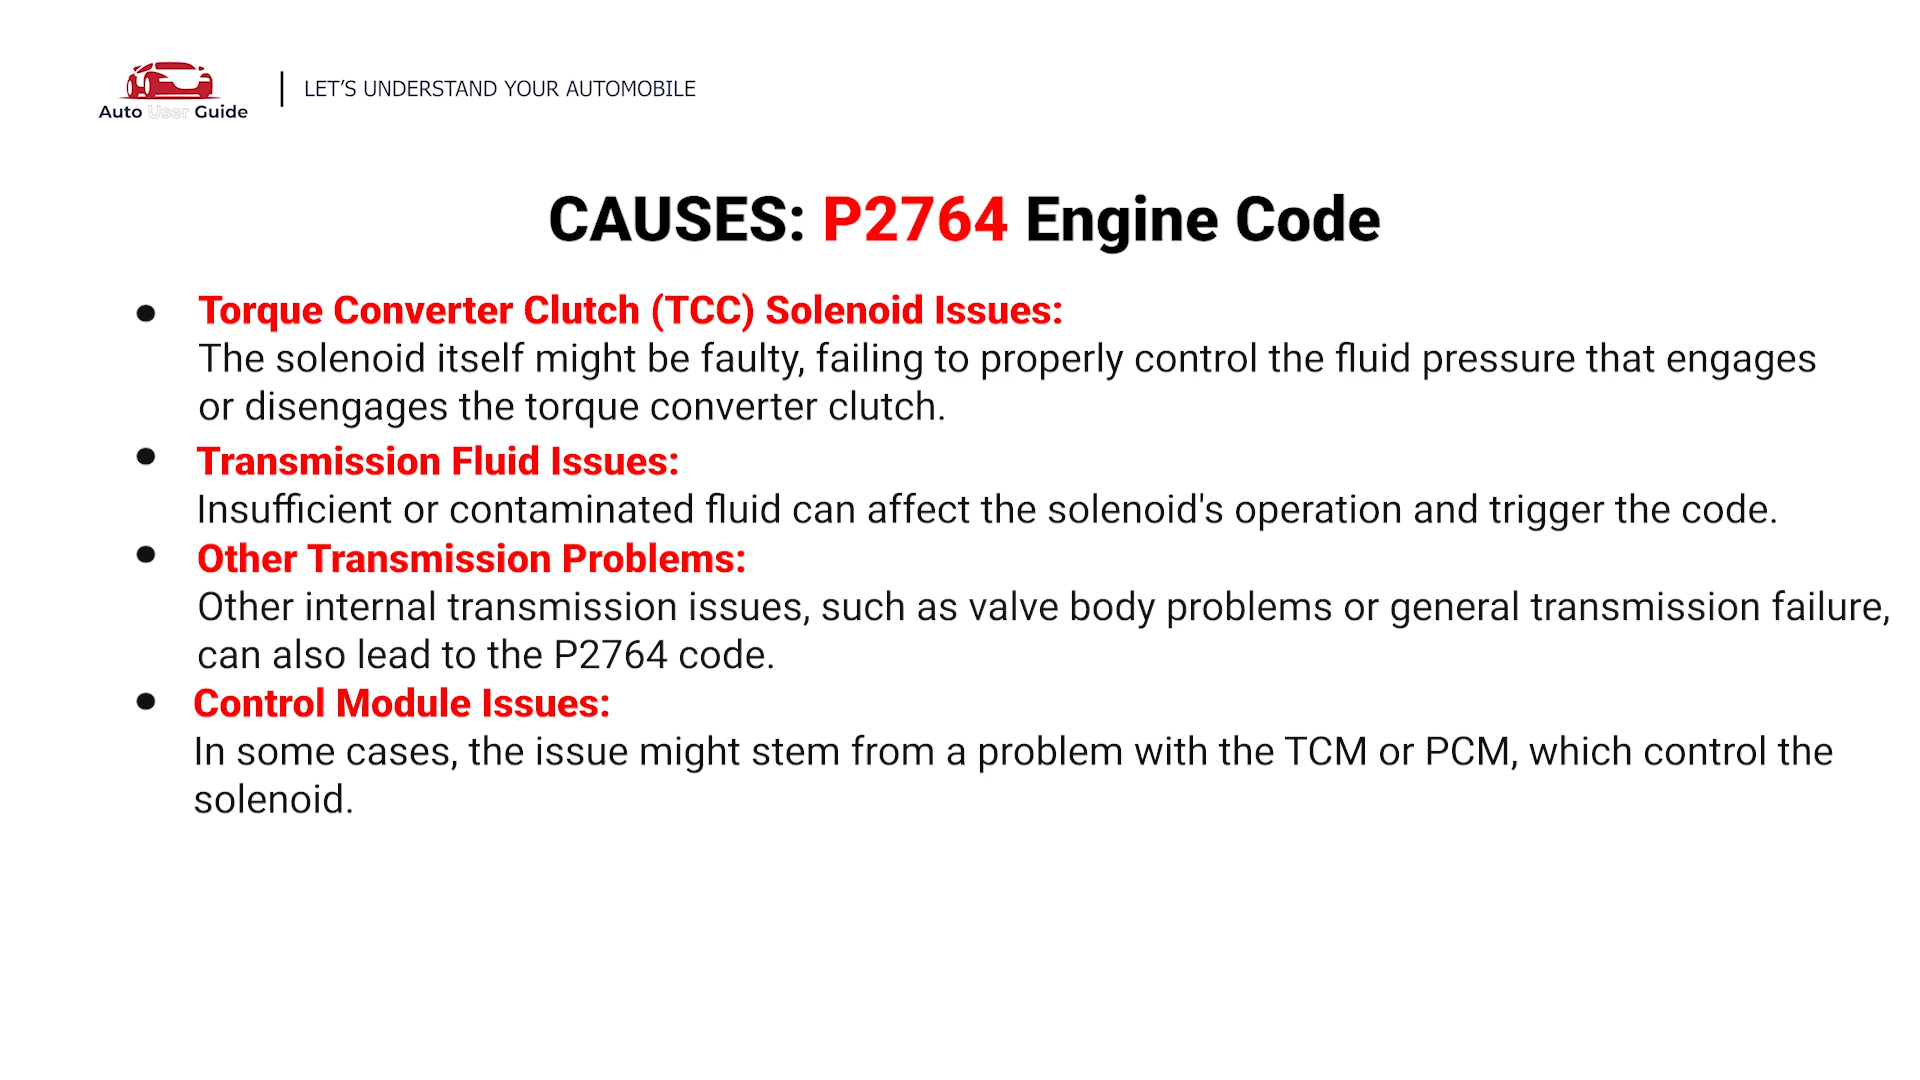 Auto User Guide
LET'S UNDERSTAND YOUR AUTOMOBILE
CAUSES: P2764 Engine Code
● Torque Converter Clutch (TCC) Solenoid Issues:
The solenoid itself might be faulty, failing to properly control the fluid pressure that engages
or disengages the torque converter clutch.
● Transmission Fluid Issues:
Insufficient or contaminated fluid can affect the solenoid's operation and trigger the code.
● Other Transmission Problems:
Other internal transmission issues, such as valve body problems or general transmission failure,
can also lead to the P2764 code.
● Control Module Issues:
In some cases, the issue might stem from a problem with the TCM or PCM, which control the
solenoid.